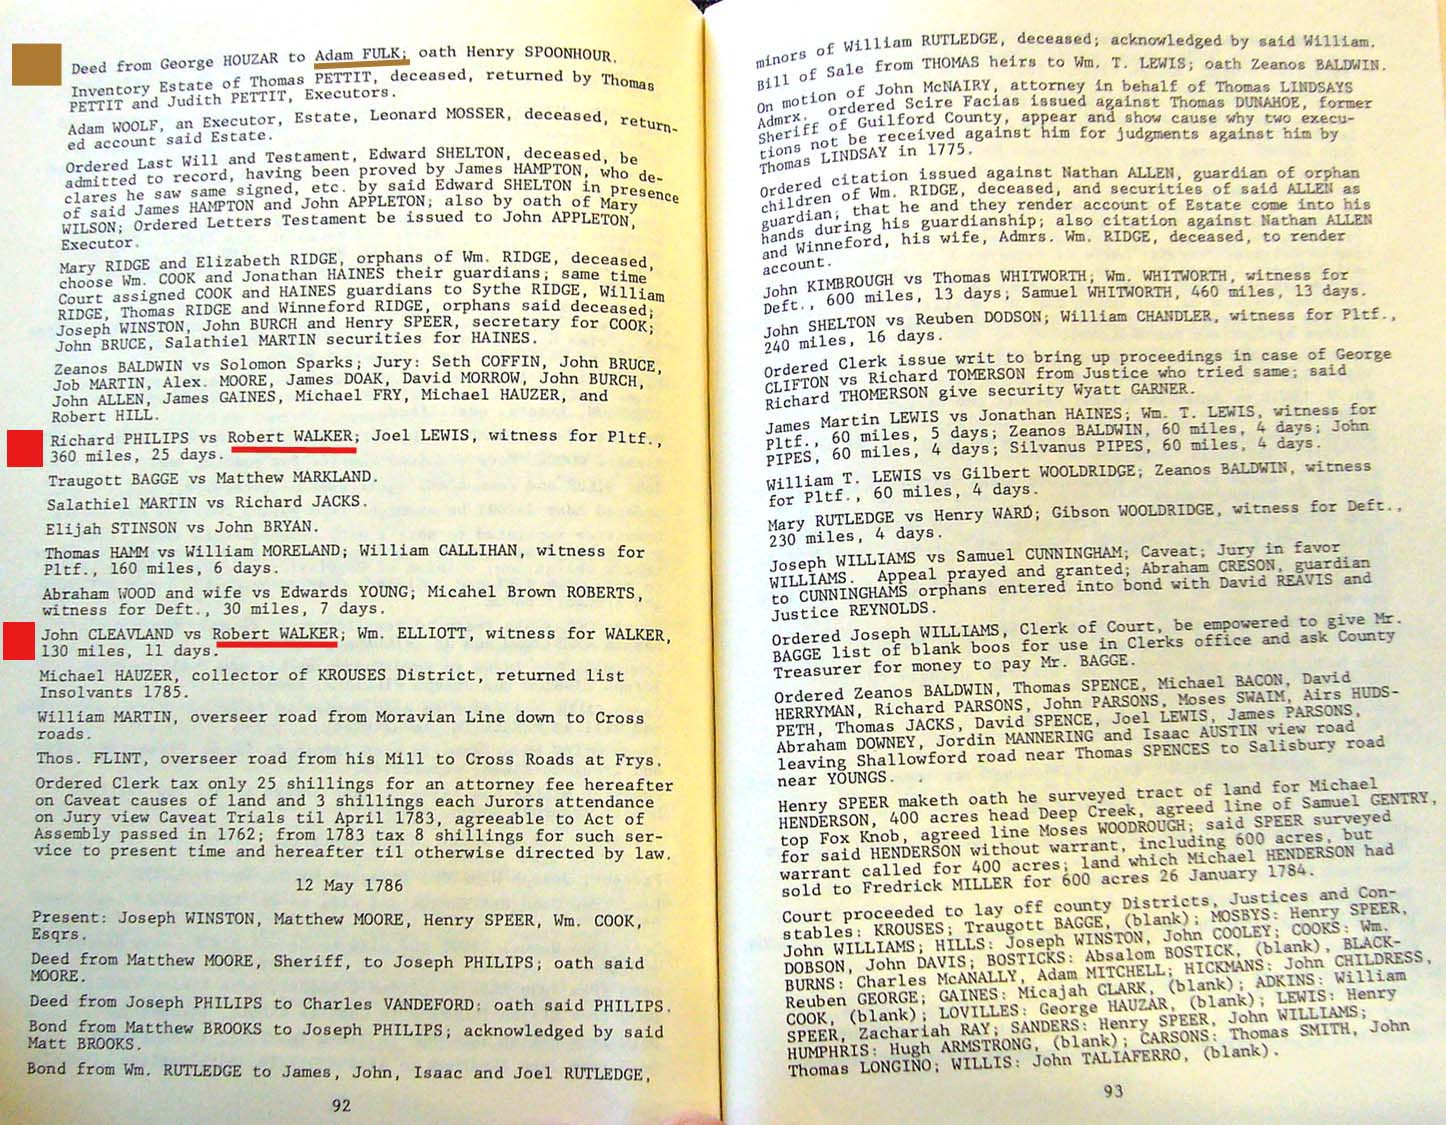 Deed from George HOUZAR to Adam FULK; oath Henry SPOONHOUR.
Inventory Estate of Thomas PETTIT, deceased, returned by Thomas
PETTIT and Judith PETTIT, Executors.
Adam WOOLF, an Executor, Estate, Leonard MOSSER, deceased, return-
ed account said Estate.
Ordered Last Will and Testament, Edward SHELTON, deceased, be
admitted to record, having been proved by James HAMPTON, who de-
clares he saw same signed, etc. by said Edward SHELTON in presence
of said James HAMPTON and John APPLETON; also by oath of Mary
WILSON; Ordered Letters Testament be issued to John APPLETON,
Executor.
Mary RIDGE and Elizabeth RIDGE, orphans of Wm. RIDGE, deceased,
choose Wm. COOK and Jonathan HAINES their guardians; same time
Court assigned COOK and HAINES guardians to Sythe RIDGE, William
RIDGE, Thomas RIDGE and Winneford RIDGE, orphans said deceased;
Joseph WINSTON, John BURCH and Henry SPEER, secretary for COOK;
John BRUCE, Salathiel MARTIN securities for HAINES.
Zeanos BALDWIN vs Solomon Sparks; Jury: Seth COFFIN, John BRUCE,
Job MARTIN, Alex. MOORE, James DOAK, David MORROW, John BURCH,
John ALLEN, James GAINES, Michael FRY, Michael HAUZER, and
Robert HILL.
Richard PHILIPS vs Robert WALKER; Joel LEWIS, witness for Pltf.,
360 miles, 25 days.
Traugott BAGGE vs Matthew MARKLAND.
Salathiel MARTIN vs Richard JACKS.
Elijah STINSON vs John BRYAN.
Thomas HAMM vs William MORELAND; William CALLIHAN, witness for
Pltf., 160 miles, 6 days.
Abraham WOOD and wife vs Edwards YOUNG; Micahel Brown ROBERTS,
witness for Deft., 30 miles, 7 days.
John CLEAVLAND vs Robert WALKER; Wm. ELLIOTT, witness for WALKER,
130 miles, 11 days.
Michael HAUZER, collector of KROUSES District, returned list
Insolvants 1785.
William MARTIN, overseer road from Moravian Line down to Cross
roads.
Thos. FLINT, overseer road from his Mill to Cross Roads at Frys.
Ordered Clerk tax only 25 shillings for an attorney fee hereafter
on Caveat causes of land and 3 shillings each Jurors attendance
on Jury view Caveat Trials til April 1783, agreeable to Act of
Assembly passed in 1762; from 1783 tax 8 shillings for such ser-
vice to present time and hereafter til otherwise directed by law.
12 May 1786
Present: Joseph WINSTON, Matthew MOORE, Henry SPEER, Wm. COOK,
Esqrs.
Deed from Matthew MOORE, Sheriff, to Joseph PHILIPS; oath said
MOORE.
Deed from Joseph PHILIPS to Charles VANDEFORD: oath said PHILIPS.
Bond from Matthew BROOKS to Joseph PHILIPS; acknowledged by said
Matt BROOKS.
Bond from Wm. RUTLEDGE to James, John, Isaac and Joel RUTLEDGE,
92
minors of William RUTLEDGE, deceased; acknowledged by said William.
Bill of Sale from THOMAS heirs to Wm. T. LEWIS; oath Zeanos BALDWIN.
On motion of John McNAIRY, attorney in behalf of Thomas LINDSAYS
Admrx. ordered Scire Facias issued against Thomas DUNAHOE, former
Sheriff of Guilford County, appear and show cause why two execu-
tions not be received against him for judgments against him by
Thomas LINDSAY in 1775.
Ordered citation issued against Nathan ALLEN, guardian of orphan
children of Wm. RIDGE, deceased, and securities of said ALLEN as
guardian; that he and they render account of Estate come into his
hands during his guardianship; also citation against Nathan ALLEN
and Winneford, his wife, Admrs. Wm. RIDGE, deceased, to render
account.
John KIMBROUGH vs Thomas WHITWORTH; Wm. WHITWORTH, witness for
Deft., 600 miles, 13 days; Samuel WHITWORTH, 460 miles, 13 days.
John SHELTON vs Reuben DODSON; William CHANDLER, witness for Pltf.,
240 miles, 16 days.
Ordered Clerk issue writ to bring up proceedings in case of George
CLIFTON vs Richard TOMERSON from Justice who tried same; said
Richard THOMERSON give security Wyatt GARNER.
James Martin LEWIS vs Jonathan HAINES; Wm. T. LEWIS, witness for
Pltf., 60 miles, 5 days; Zeanos BALDWIN, 60 miles, 4 days; John
PIPES, 60 miles, 4 days; Silvanus PIPES, 60 miles, 4 days.
William T. LEWIS vs Gilbert WOOLDRIDGE; Zeanos BALDWIN, witness
for Pltf., 60 miles, 4 days.
Mary RUTLEDGE vs Henry WARD; Gibson WOOLDRIDGE, witness for Deft.,
230 miles, 4 days.
Joseph WILLIAMS vs Samuel CUNNINGHAM; Caveat; Jury in favor
WILLIAMS. Appeal prayed and granted; Abraham CRESON, guardian
to CUNNINGHAMS orphans entered into bond with David REAVIS and
Justice REYNOLDS.
Ordered Joseph WILLIAMS, Clerk of Court, be empowered to give Mr.
BAGGE list of blank boos for use in Clerks office and ask County
Treasurer for money to pay Mr. BAGGE.
Ordered Zeanos BALDWIN, Thomas SPENCE, Michael BACON, David
HERRYMAN, Richard PARSONS, John PARSONS, Moses SWAIM, Airs HUDS-
PETH, Thomas JACKS, David SPENCE, Joel LEWIS, James PARSONS,
Abraham DOWNEY, Jordin MANNERING and Isaac AUSTIN view road
leaving Shallowford road near Thomas SPENCES to Salisbury road
near YOUNGS.
Henry SPEER maketh oath he surveyed tract of land for Michael
HENDERSON, 400 acres head Deep Creek, agreed line of Samuel GENTRY,
top Fox Knob, agreed line Moses WOODROUGH; said SPEER surveyed
for said HENDERSON without warrant, including 600 acres, but
warrant called for 400 acres; land which Michael HENDERSON had
sold to Fredrick MILLER for 600 acres 26 January 1784.
Court proceeded to lay off county Districts, Justices and Con-
stables: KROUSES; Traugott BAGGE, (blank); MOSBYS: Henry SPEER,
John WILLIAMS; HILLS: Joseph WINSTON, John COOLEY; COOKS: Wm.
DOBSON, John DAVIS; BOSTICKS: Absalom BOSTICK, (blank), BLACK-
BURNS: Charles McANALLY, Adam MITCHELL; HICKMANS: John CHILDRESS,
Reuben GEORGE; GAINES: Micajah CLARK, (blank); ADKINS: William
COOK, (blank); LOVILLES: George HAUZAR, (blank); LEWIS: Henry
SPEER, Zachariah RAY; SANDERS: Henry SPEER, John WILLIAMS;
HUMPHRIS: Hugh ARMSTRONG, (blank); CARSONS: Thomas SMITH, John
Thomas LONGINO; WILLIS: John TALIAFERRO, (blank).
93